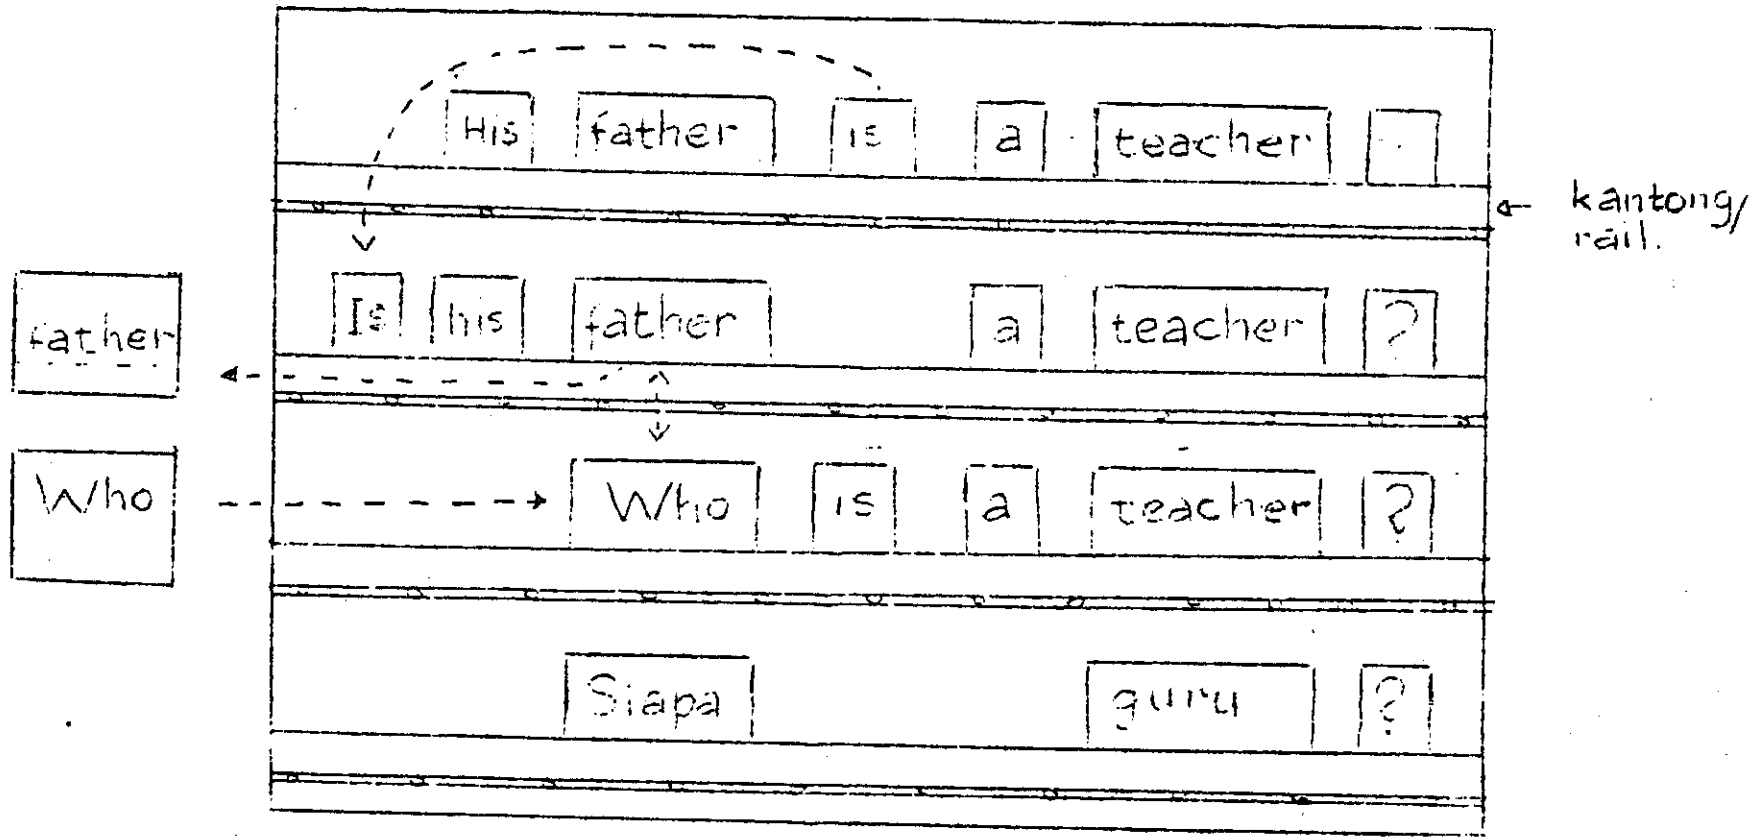 His father is a teacher .
kantong/
rail.
Is his father a teacher ?
father
Who is a teacher ?
Who
Siapa guru ?